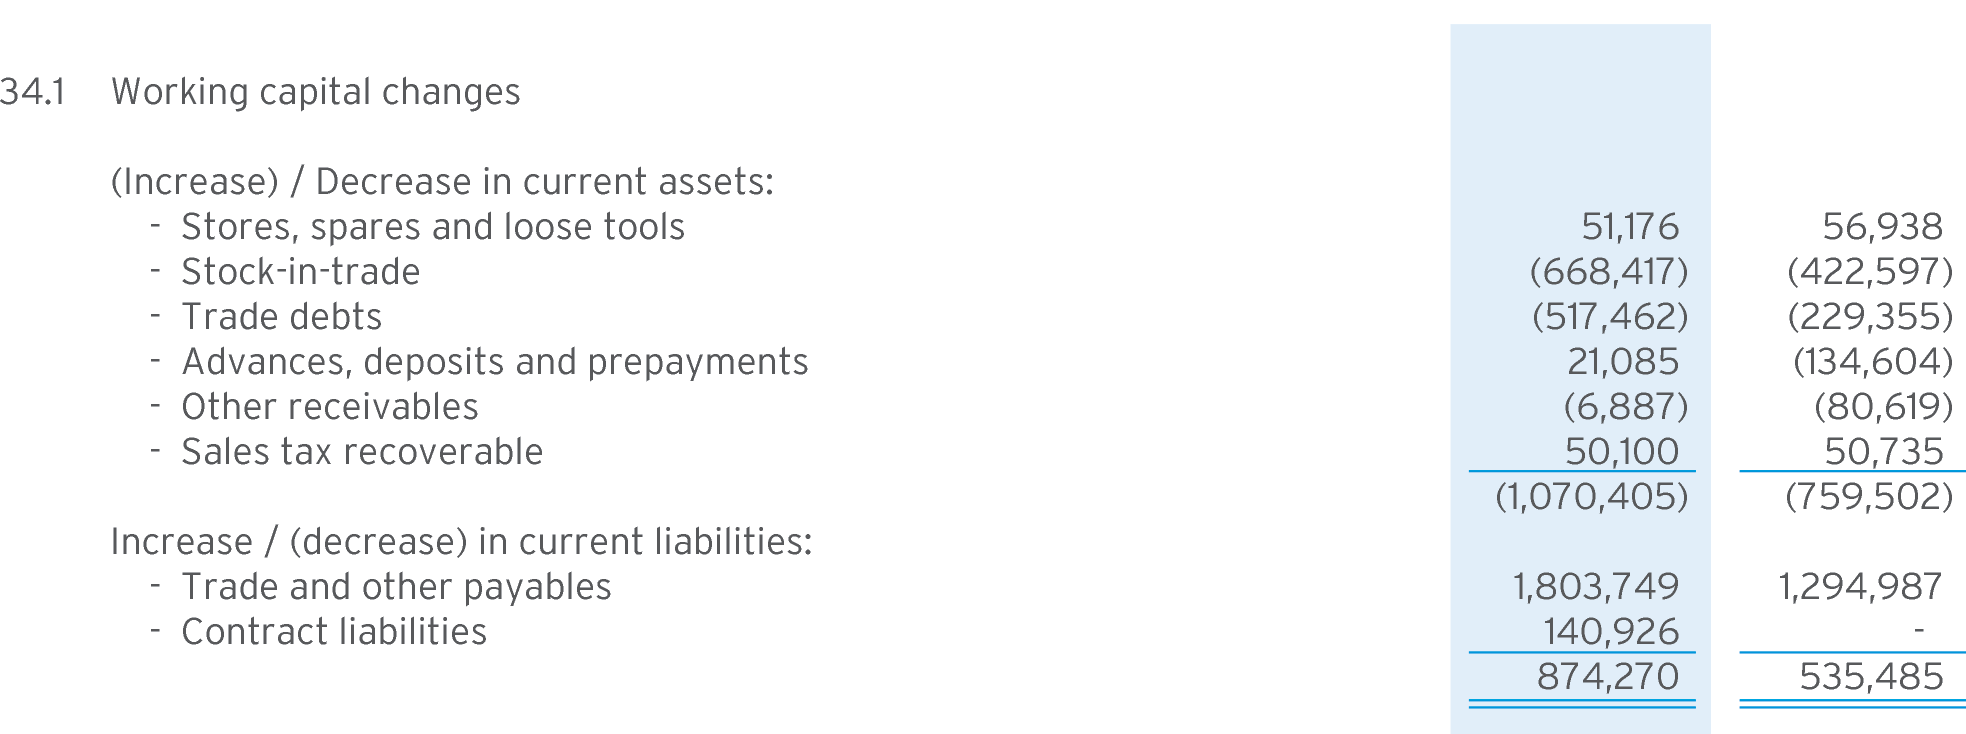 34.1 Working capital changes
(Increase) / Decrease in current assets:
- Stores, spares and loose tools 51,176 56,938
- Stock-in-trade (668,417) (422,597)
- Trade debts (517,462) (229,355)
- Advances, deposits and prepayments 21,085 (134,604)
- Other receivables (6,887) (80,619)
- Sales tax recoverable 50,100 50,735
(1,070,405) (759,502)
Increase / (decrease) in current liabilities:
- Trade and other payables 1,803,749 1,294,987
- Contract liabilities 140,926 -
874,270 535,485